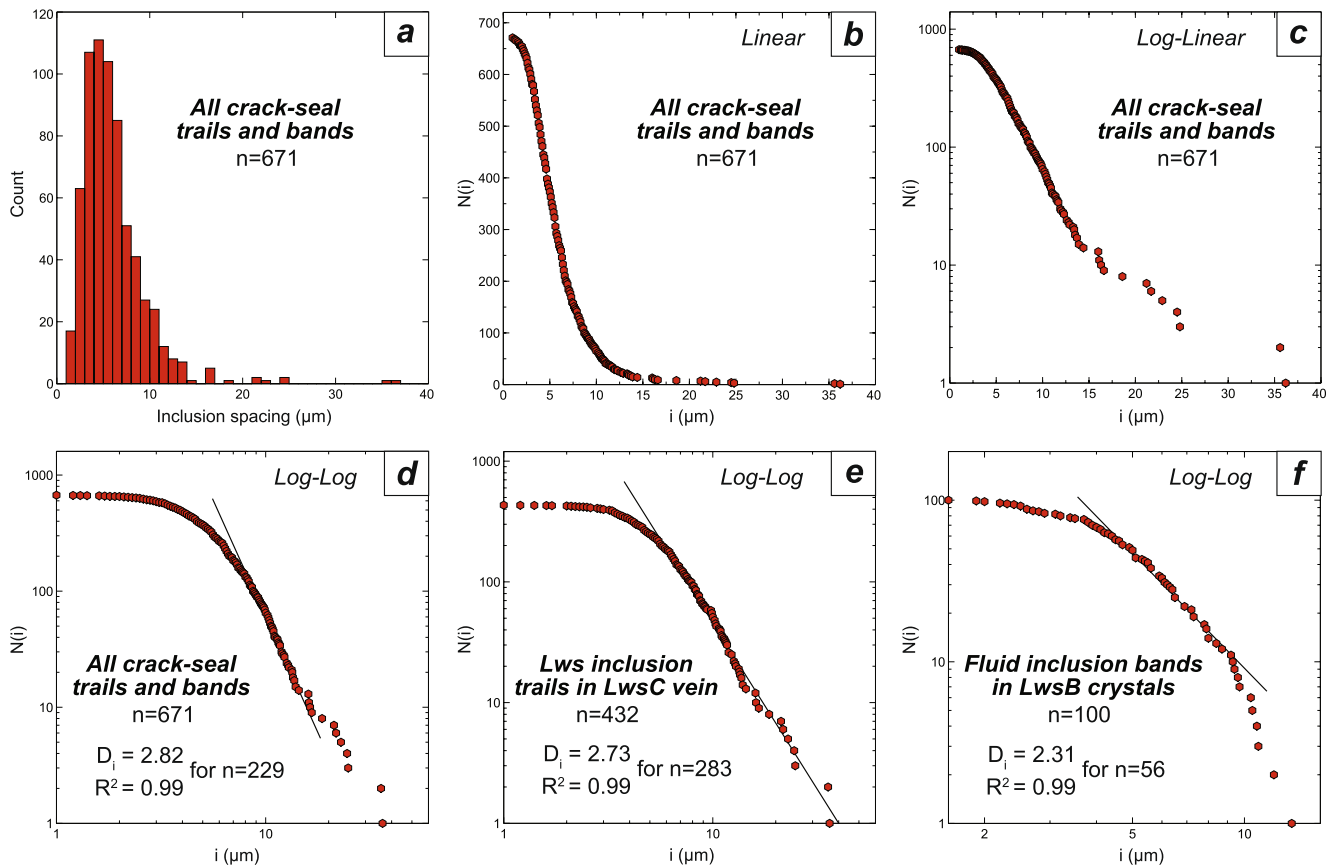 a
120
100
80
60
40
20
0
Count
All crack-seal
trails and bands
n=671
0 10 20 30 40
Inclusion spacing (µm)
b
Linear
700
600
500
400
300
200
100
0
N(i)
All crack-seal
trails and bands
n=671
0 5 10 15 20 25 30 35 40
i (µm)
c
Log-Linear
1000
100
10
1
N(i)
All crack-seal
trails and bands
n=671
0 5 10 15 20 25 30 35 40
i (µm)
d
Log-Log
1000
100
10
1
N(i)
All crack-seal
trails and bands
n=671
Di = 2.82
R² = 0.99
for n=229
1 10
i (µm)
e
Log-Log
1000
100
10
1
N(i)
Lws inclusion
trails in LwsC vein
n=432
Di = 2.73
R² = 0.99
for n=283
1 10
i (µm)
f
Log-Log
100
10
1
N(i)
Fluid inclusion bands
in LwsB crystals
n=100
Di = 2.31
R² = 0.99
for n=56
2 5 10
i (µm)